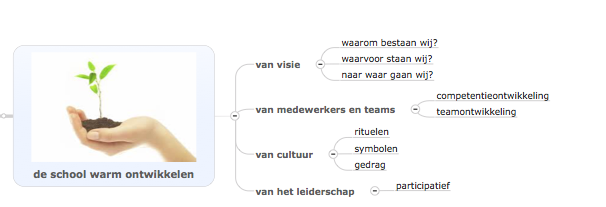 de school warm ontwikkelen
van visie
waarom bestaan wij?
waarvoor staan wij?
naar waar gaan wij?
van medewerkers en teams
competentieontwikkeling
teamontwikkeling
van cultuur
rituelen
symbolen
gedrag
van het leiderschap
participatief